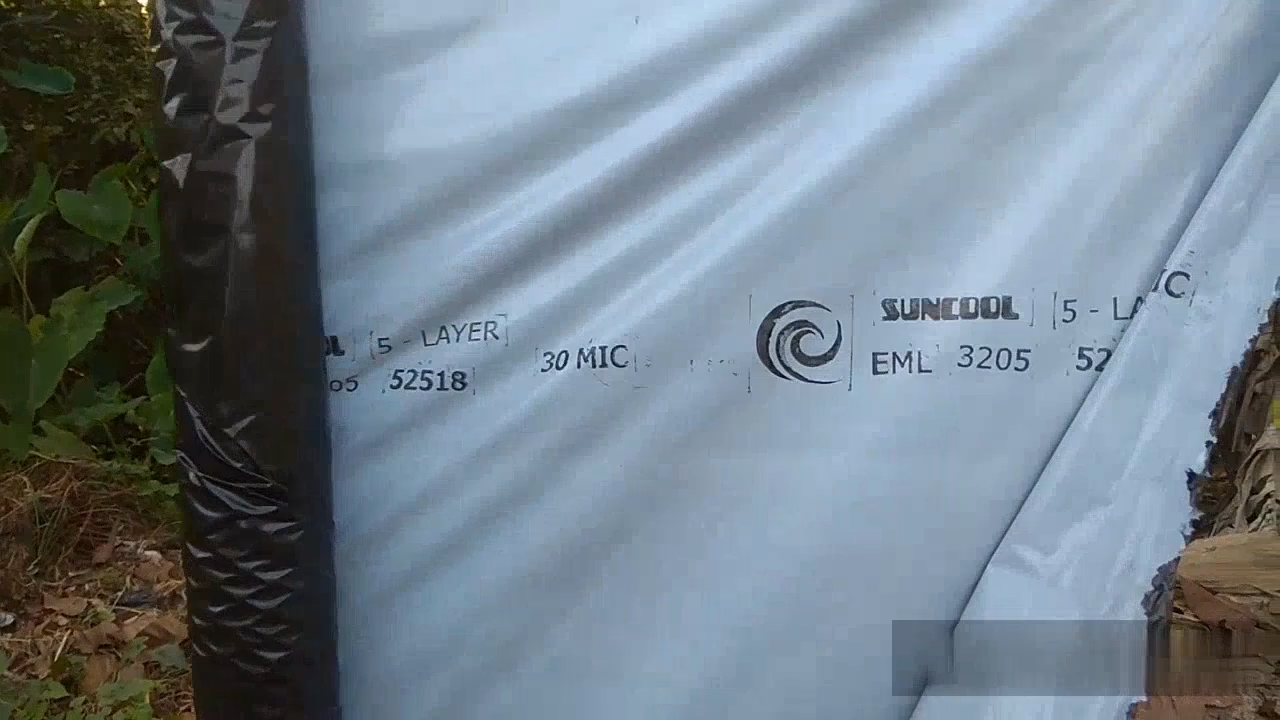 5 - LAYER
52518
30 MIC
SUNCOOL 5 - LA
EML 3205 52